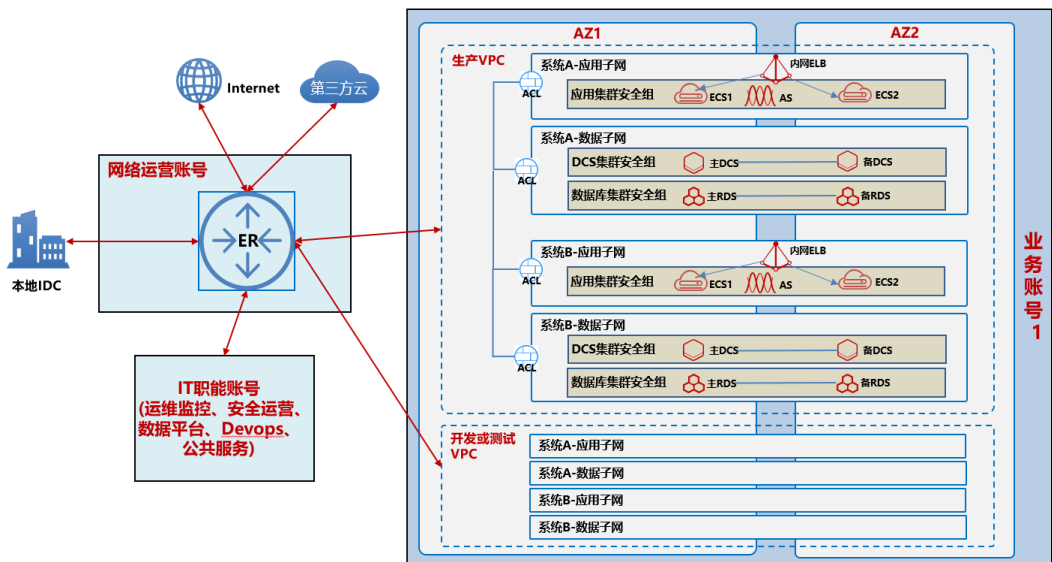 Internet
第三方云
网络运营账号
ER
本地IDC
IT职能账号
(运维监控、安全运营、
数据平台、Devops、
公共服务)
AZ1
AZ2
业务账号1
生产VPC
系统A-应用子网
内网ELB
ACL
应用集群安全组
ECS1
AS
ECS2
系统A-数据子网
ACL
DCS集群安全组
主DCS
备DCS
数据库集群安全组
主RDS
备RDS
系统B-应用子网
内网ELB
ACL
应用集群安全组
ECS1
AS
ECS2
系统B-数据子网
ACL
DCS集群安全组
主DCS
备DCS
数据库集群安全组
主RDS
备RDS
开发或测试
VPC
系统A-应用子网
系统A-数据子网
系统B-应用子网
系统B-数据子网